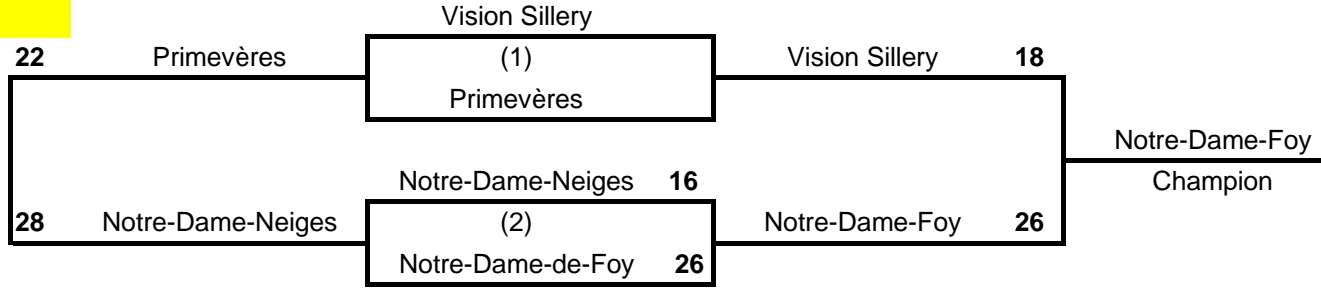 Vision Sillery
22 Primevères (1) Vision Sillery 18
Primevères
Notre-Dame-Foy
Notre-Dame-Neiges 16 Champion
28 Notre-Dame-Neiges (2) Notre-Dame-Foy 26
Notre-Dame-de-Foy 26